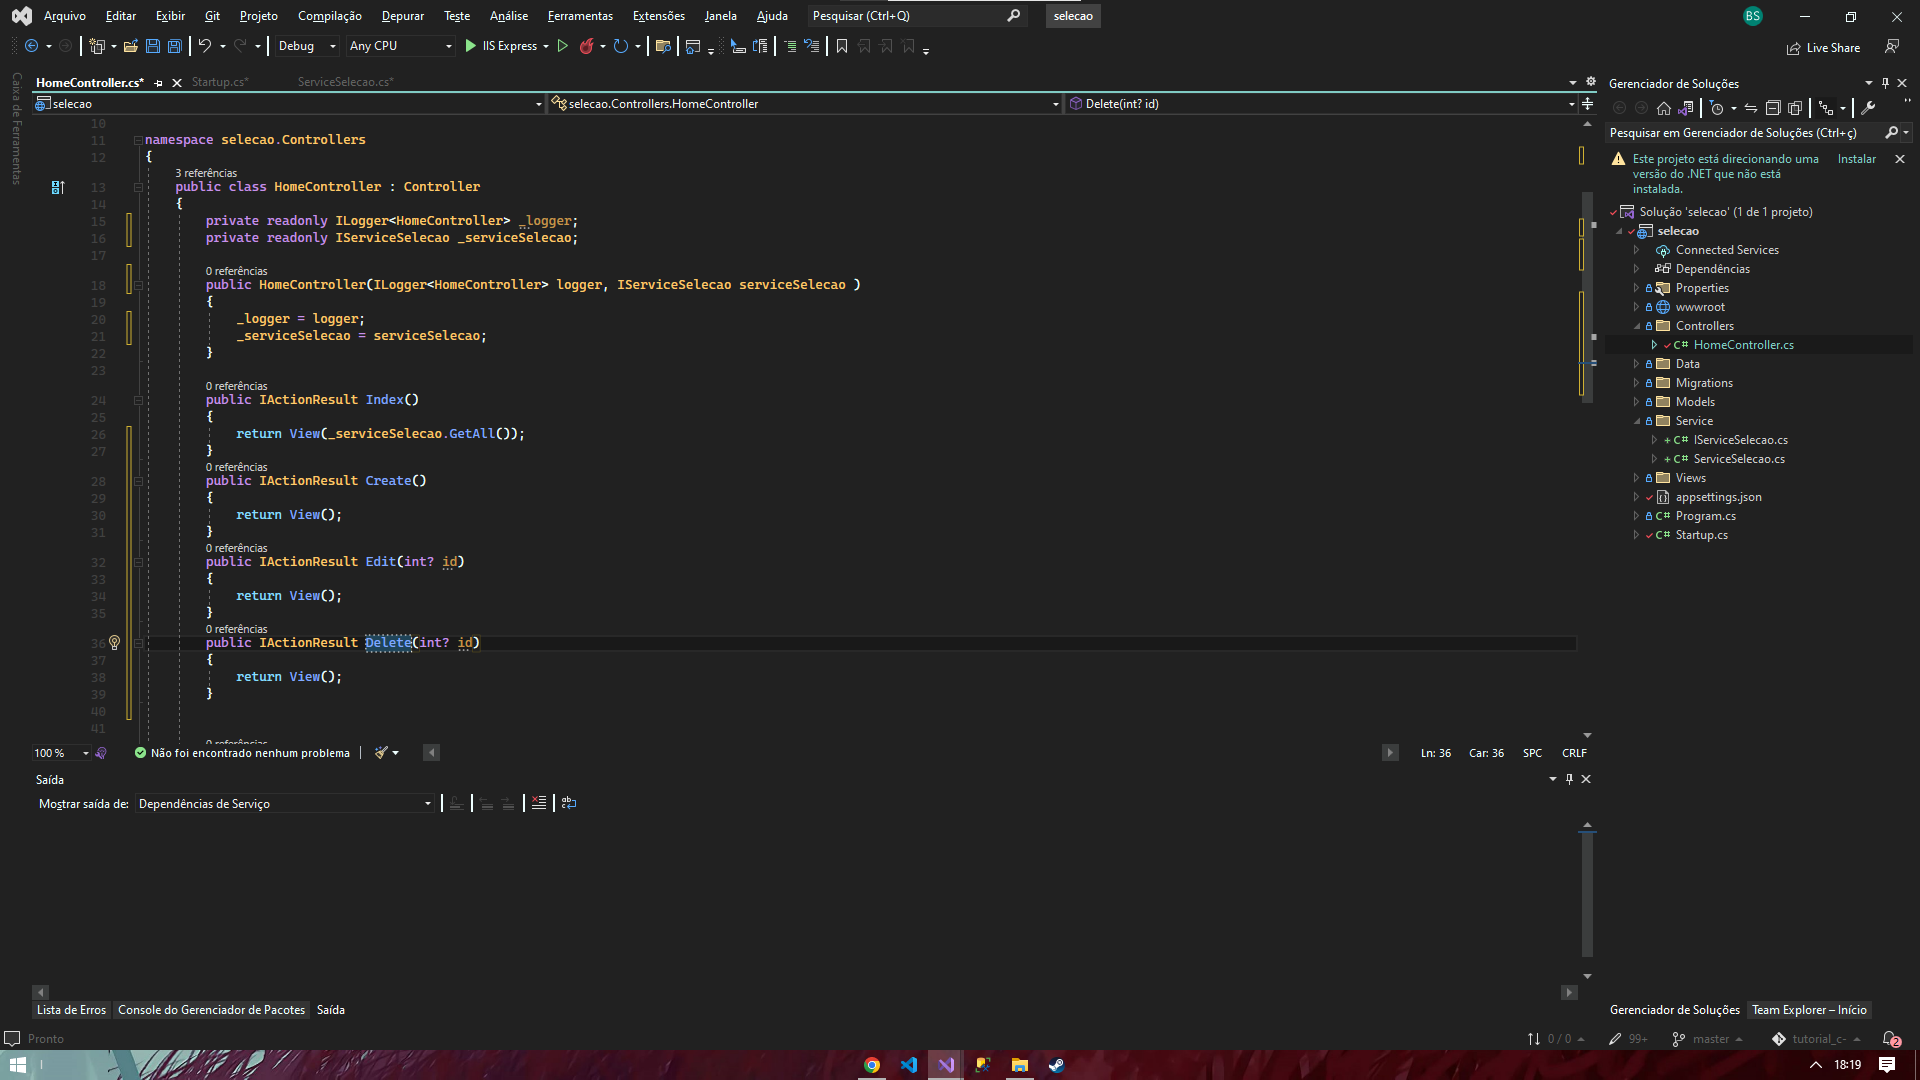 Arquivo Editar Exibir Git Projeto Compilação Depurar Teste Análise Ferramentas Extensões Janela Ajuda Pesquisar (Ctrl+Q) selecao BS
Debug Any CPU IIS Express Live Share
Caixa de Ferramentas
HomeController.cs* Startup.cs* ServiceSelecao.cs*
selecao selecao.Controllers.HomeController Delete(int? id)
10
11 namespace selecao.Controllers
12 {
3 referências
13 public class HomeController : Controller
14 {
15 private readonly ILogger<HomeController> _logger;
16 private readonly IServiceSelecao _serviceSelecao;
17
0 referências
18 public HomeController(ILogger<HomeController> logger, IServiceSelecao serviceSelecao )
19 {
20 _logger = logger;
21 _serviceSelecao = serviceSelecao;
22 }
23
0 referências
24 public IActionResult Index()
25 {
26 return View(_serviceSelecao.GetAll());
27 }
0 referências
28 public IActionResult Create()
29 {
30 return View();
31 }
0 referências
32 public IActionResult Edit(int? id)
33 {
34 return View();
35 }
0 referências
36 public IActionResult Delete(int? id)
37 {
38 return View();
39 }
40
41
0 referências
100 % Não foi encontrado nenhum problema Ln: 36 Car: 36 SPC CRLF
Saída
Mostrar saída de: Dependências de Serviço
Lista de Erros Console do Gerenciador de Pacotes Saída
Gerenciador de Soluções
Pesquisar em Gerenciador de Soluções (Ctrl+ç)
Este projeto está direcionando uma versão do .NET que não está instalada. Instalar
Solução 'selecao' (1 de 1 projeto)
selecao
Connected Services
Dependências
Properties
wwwroot
Controllers
C# HomeController.cs
Data
Migrations
Models
Service
+ C# IServiceSelecao.cs
+ C# ServiceSelecao.cs
Views
appsettings.json
C# Program.cs
C# Startup.cs
Gerenciador de Soluções Team Explorer – Início
Pronto 0 / 0 99+ master tutorial_c- 2
18:19